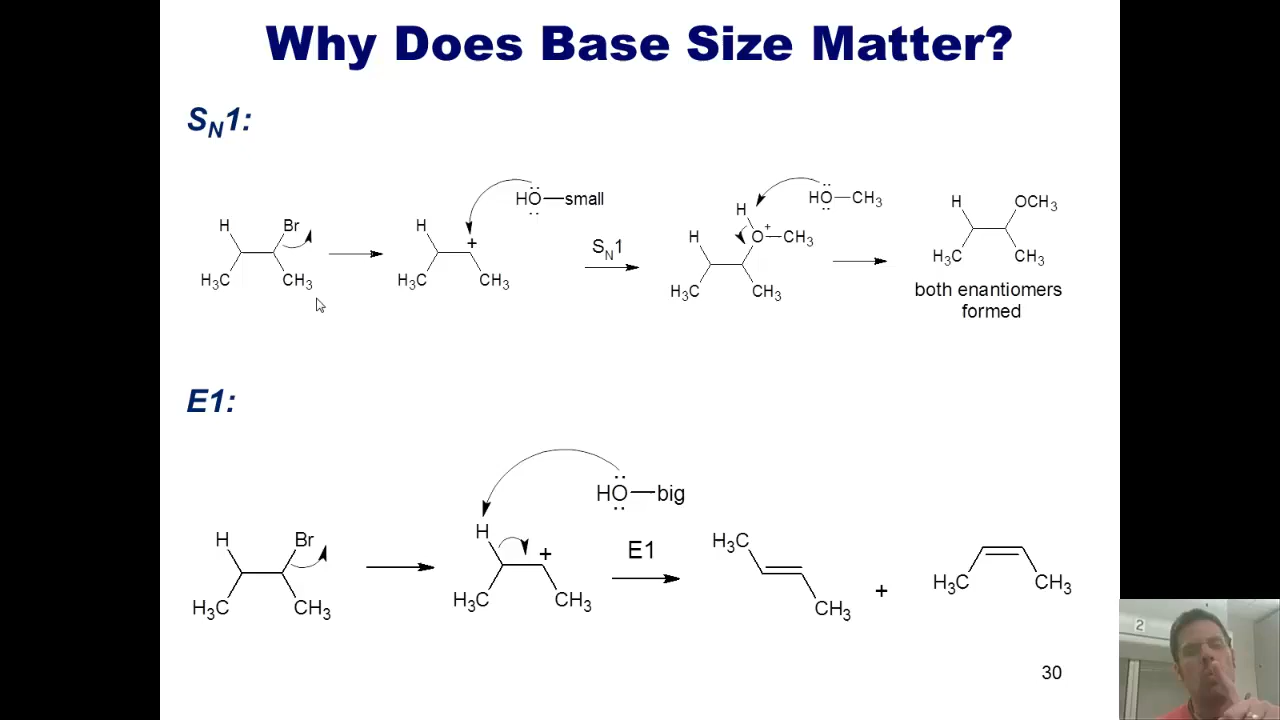 Why Does Base Size Matter?
S_N1:
H Br H₃C CH₃
H + H₃C CH₃
HÖ—small
S_N1
H H O + CH₃ H₃C CH₃
HÖ—CH₃
H OCH₃ H₃C CH₃
both enantiomers
formed
E1:
H Br H₃C CH₃
H + H₃C CH₃
HÖ—big
E1
H₃C CH₃
+
H₃C CH₃
2
30